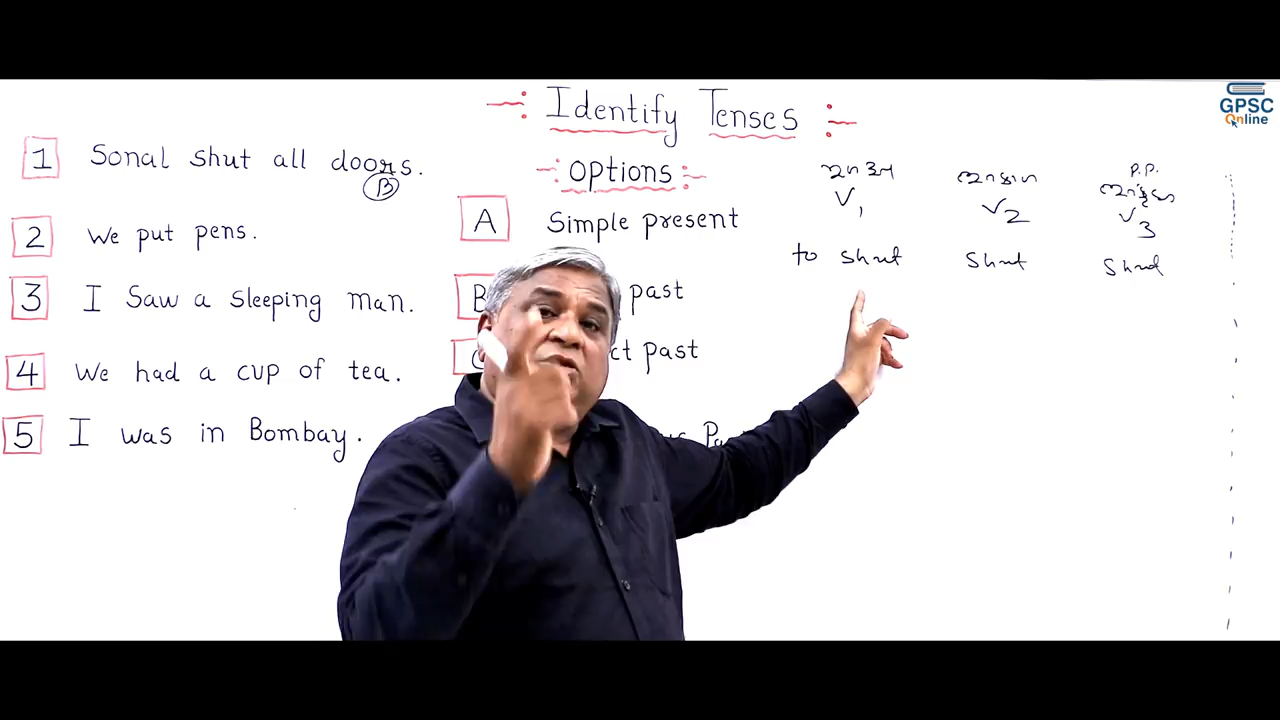 GPSC
Online
Identify Tenses
1 Sonal shut all doors.
B
2 We put pens.
3 I saw a sleeping man.
4 We had a cup of tea.
5 I was in Bombay.
Options
A Simple present
B past
past
P.P.
V1 V2 V3
to shut shut shut